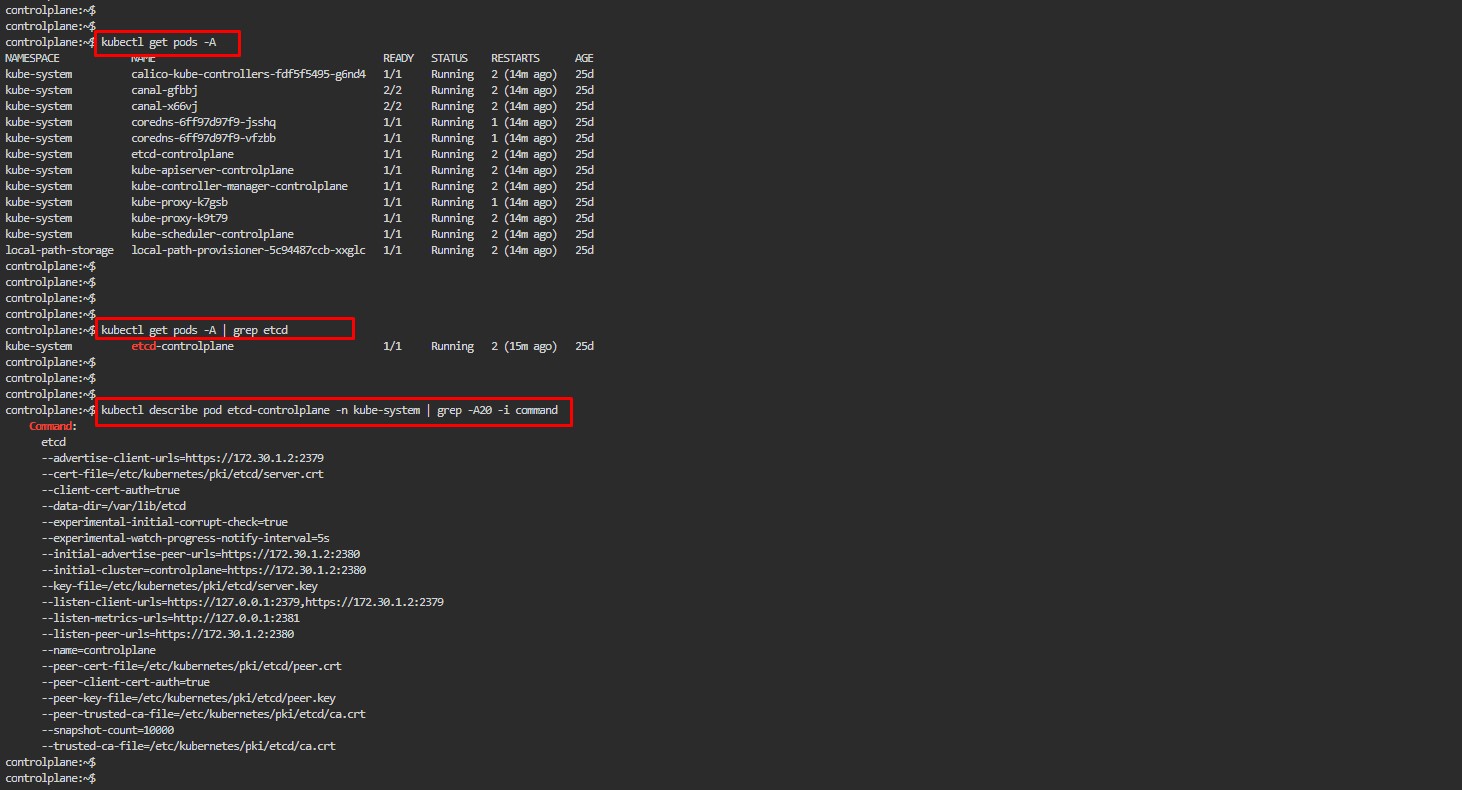 controlplane:~$
controlplane:~$
controlplane:~$ kubectl get pods -A
NAMESPACE NAME READY STATUS RESTARTS AGE
kube-system calico-kube-controllers-fdf5f5495-g6nd4 1/1 Running 2 (14m ago) 25d
kube-system canal-gfbbj 2/2 Running 2 (14m ago) 25d
kube-system canal-x66vj 2/2 Running 2 (14m ago) 25d
kube-system coredns-6ff97d97f9-jsshq 1/1 Running 1 (14m ago) 25d
kube-system coredns-6ff97d97f9-vfzbb 1/1 Running 1 (14m ago) 25d
kube-system etcd-controlplane 1/1 Running 2 (14m ago) 25d
kube-system kube-apiserver-controlplane 1/1 Running 2 (14m ago) 25d
kube-system kube-controller-manager-controlplane 1/1 Running 2 (14m ago) 25d
kube-system kube-proxy-k7gsb 1/1 Running 1 (14m ago) 25d
kube-system kube-proxy-k9t79 1/1 Running 2 (14m ago) 25d
kube-system kube-scheduler-controlplane 1/1 Running 2 (14m ago) 25d
local-path-storage local-path-provisioner-5c94487ccb-xxglc 1/1 Running 2 (14m ago) 25d
controlplane:~$
controlplane:~$
controlplane:~$
controlplane:~$
controlplane:~$ kubectl get pods -A | grep etcd
kube-system etcd-controlplane 1/1 Running 2 (15m ago) 25d
controlplane:~$
controlplane:~$
controlplane:~$
controlplane:~$ kubectl describe pod etcd-controlplane -n kube-system | grep -A20 -i command
Command:
etcd
--advertise-client-urls=https://172.30.1.2:2379
--cert-file=/etc/kubernetes/pki/etcd/server.crt
--client-cert-auth=true
--data-dir=/var/lib/etcd
--experimental-initial-corrupt-check=true
--experimental-watch-progress-notify-interval=5s
--initial-advertise-peer-urls=https://172.30.1.2:2380
--initial-cluster=controlplane=https://172.30.1.2:2380
--key-file=/etc/kubernetes/pki/etcd/server.key
--listen-client-urls=https://127.0.0.1:2379,https://172.30.1.2:2379
--listen-metrics-urls=http://127.0.0.1:2381
--listen-peer-urls=https://172.30.1.2:2380
--name=controlplane
--peer-cert-file=/etc/kubernetes/pki/etcd/peer.crt
--peer-client-cert-auth=true
--peer-key-file=/etc/kubernetes/pki/etcd/peer.key
--peer-trusted-ca-file=/etc/kubernetes/pki/etcd/ca.crt
--snapshot-count=10000
--trusted-ca-file=/etc/kubernetes/pki/etcd/ca.crt
controlplane:~$
controlplane:~$